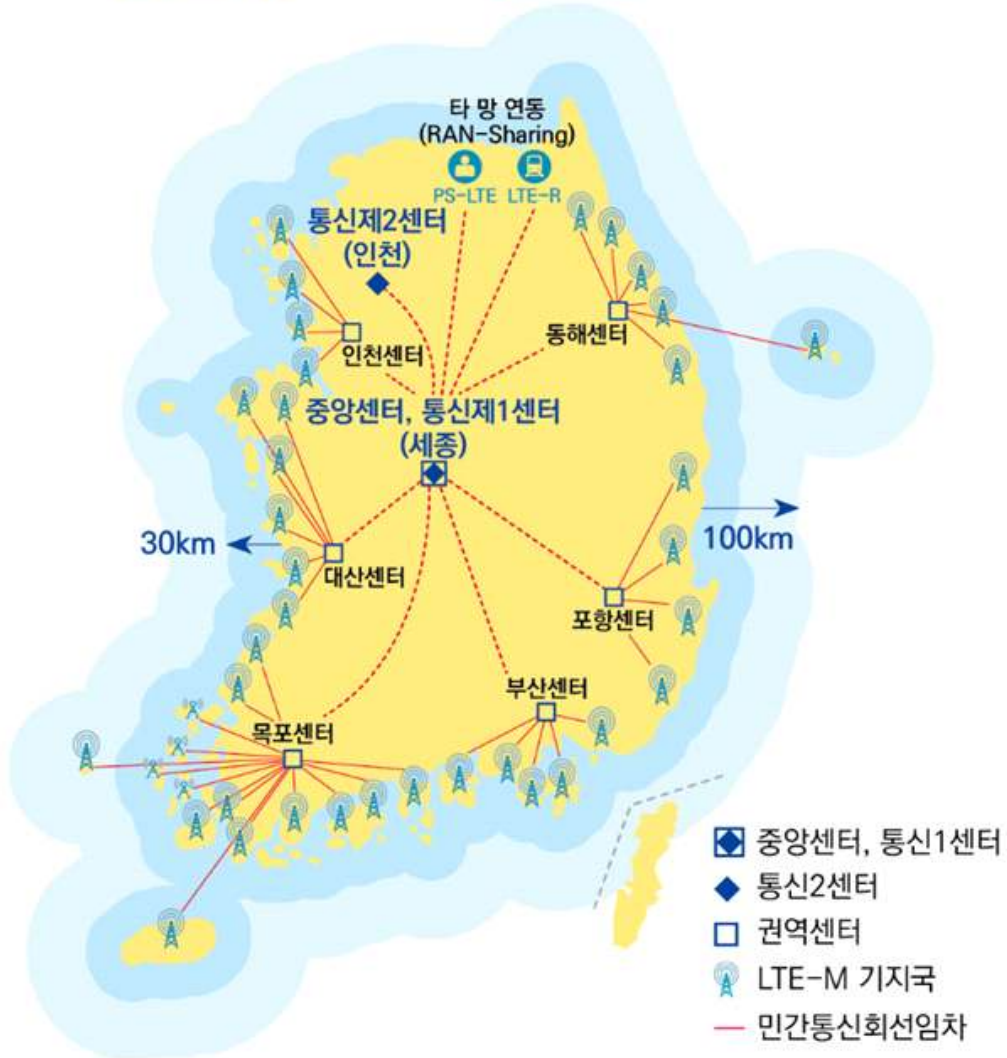 타 망 연동
(RAN-Sharing)
PS-LTE LTE-R
통신제2센터
(인천)
인천센터
동해센터
중앙센터, 통신제1센터
(세종)
30km
100km
대산센터
포항센터
부산센터
목포센터
중앙센터, 통신1센터
통신2센터
권역센터
LTE-M 기지국
민간통신회선임차